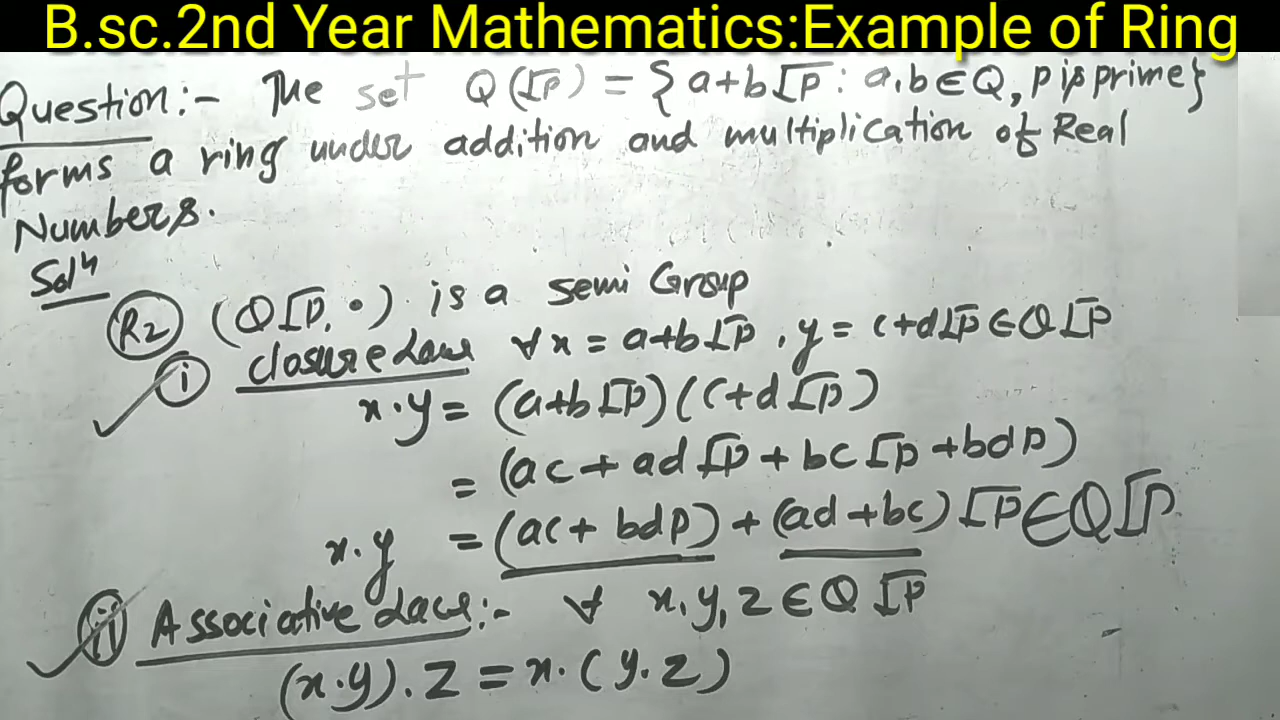 B.sc.2nd Year Mathematics:Example of Ring
Question:- The set Q(√p) = {a+b√p : a,b∈Q, p is prime}
forms a ring under addition and multiplication of Real
Numbers.
Solⁿ
R2 (Q√p, •) is a semi Group
i closure Law ∀ x = a+b√p , y = c+d√p ∈ Q√p
x.y = (a+b√p)(c+d√p)
= (ac + ad√p + bc√p + bdp)
x.y = (ac + bdp) + (ad + bc)√p ∈ Q√p
ii Associative Law:- ∀ x,y,z ∈ Q√p
(x.y).z = x.(y.z)